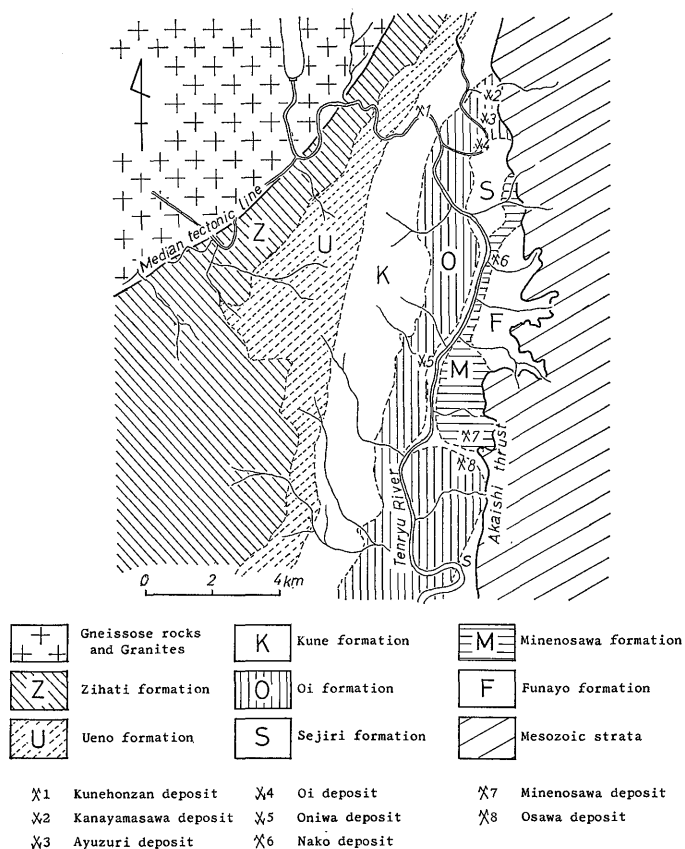 2
3
1
4
S
Median tectonic line
Z
U
K
O
6
F
5
M
7
8
Tenryu River
Akaishi thrust
S
0 2 4 km
Gneissose rocks and Granites
K Kune formation
M Minenosawa formation
Z Zihati formation
O Oi formation
F Funayo formation
U Ueno formation
S Sejiri formation
Mesozoic strata
1 Kunehonzan deposit
4 Oi deposit
7 Minenosawa deposit
2 Kanayamasawa deposit
5 Oniwa deposit
8 Osawa deposit
3 Ayuzuri deposit
6 Nako deposit